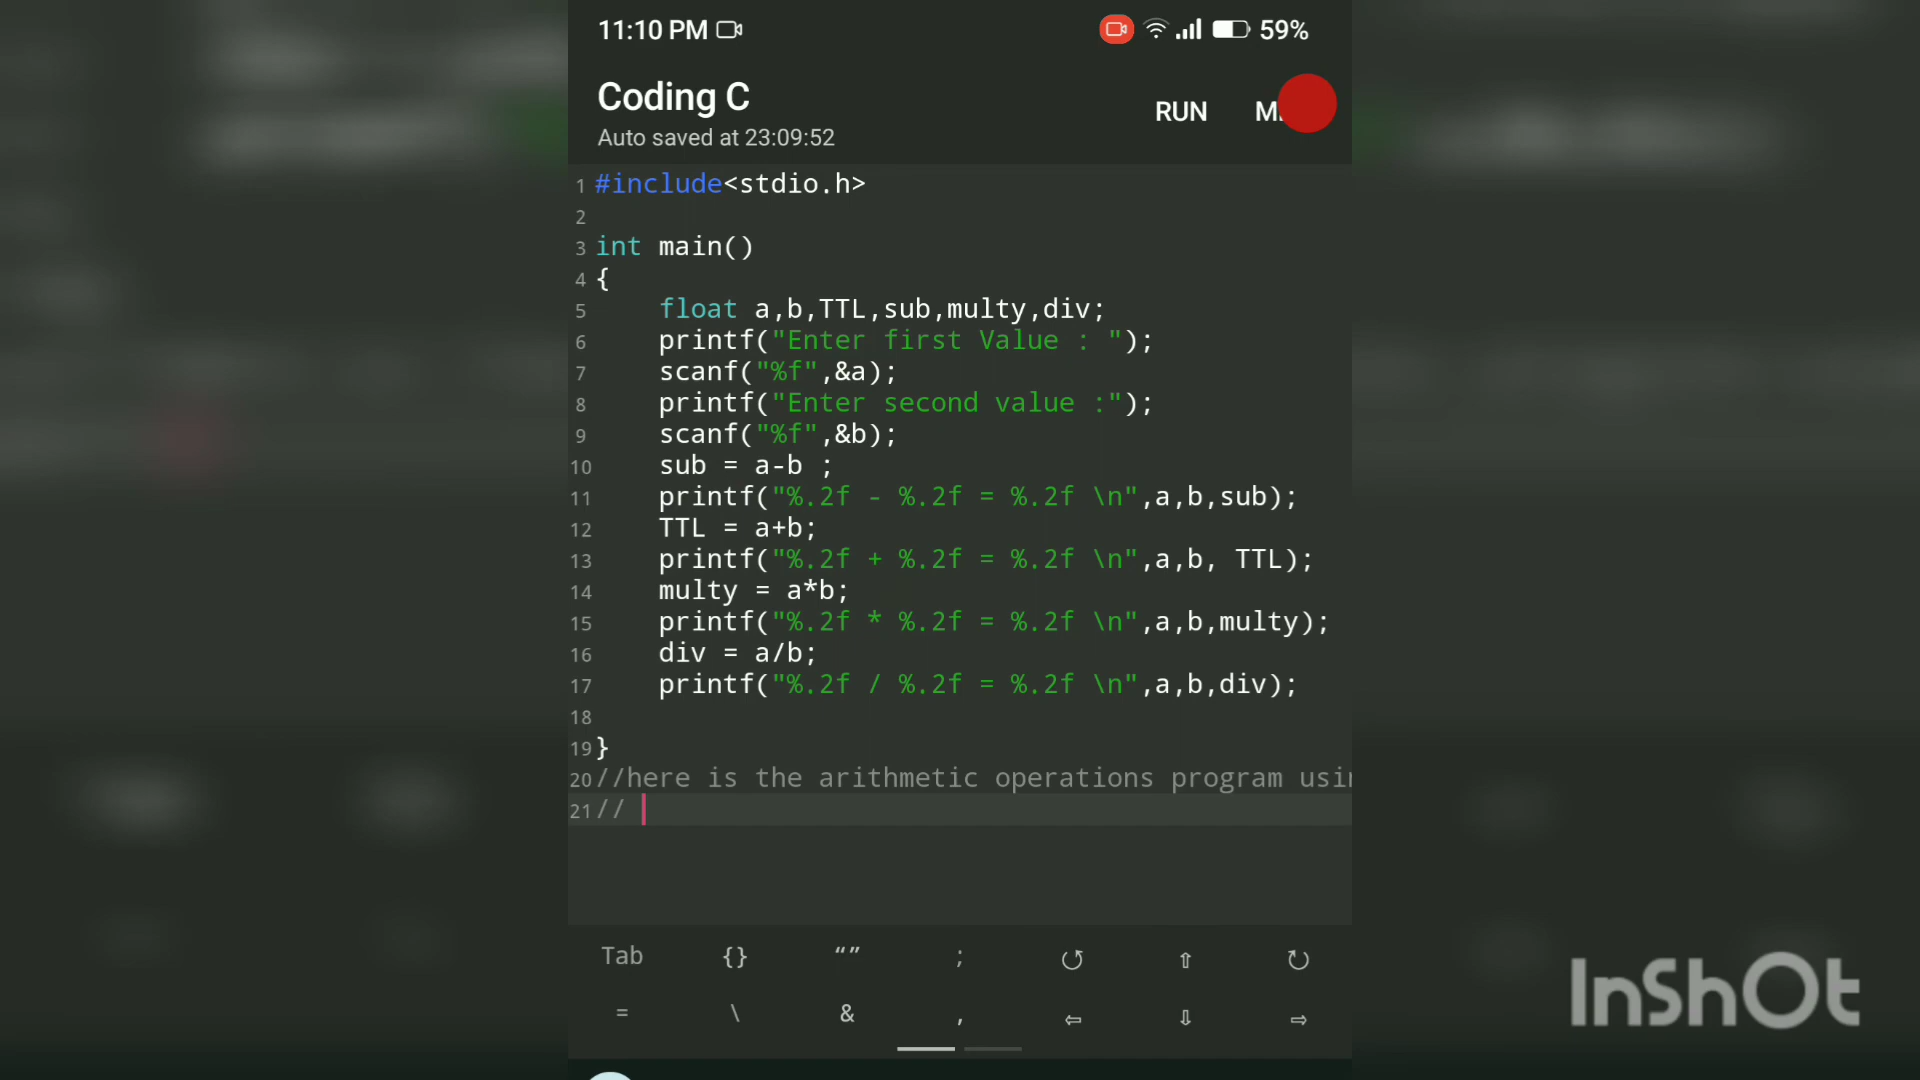 11:10 PM 59%
Coding C
RUN
Auto saved at 23:09:52
1 #include<stdio.h>
2
3 int main()
4 {
5 float a,b,TTL,sub,multy,div;
6 printf("Enter first Value : ");
7 scanf("%f",&a);
8 printf("Enter second value :");
9 scanf("%f",&b);
10 sub = a-b ;
11 printf("%.2f - %.2f = %.2f \n",a,b,sub);
12 TTL = a+b;
13 printf("%.2f + %.2f = %.2f \n",a,b, TTL);
14 multy = a*b;
15 printf("%.2f * %.2f = %.2f \n",a,b,multy);
16 div = a/b;
17 printf("%.2f / %.2f = %.2f \n",a,b,div);
18
19 }
20 //here is the arithmetic operations program
21 //
Tab {} “” ; ↺ ⇧ ↻
= \ & , ⇦ ⇩ ⇨
InShOt